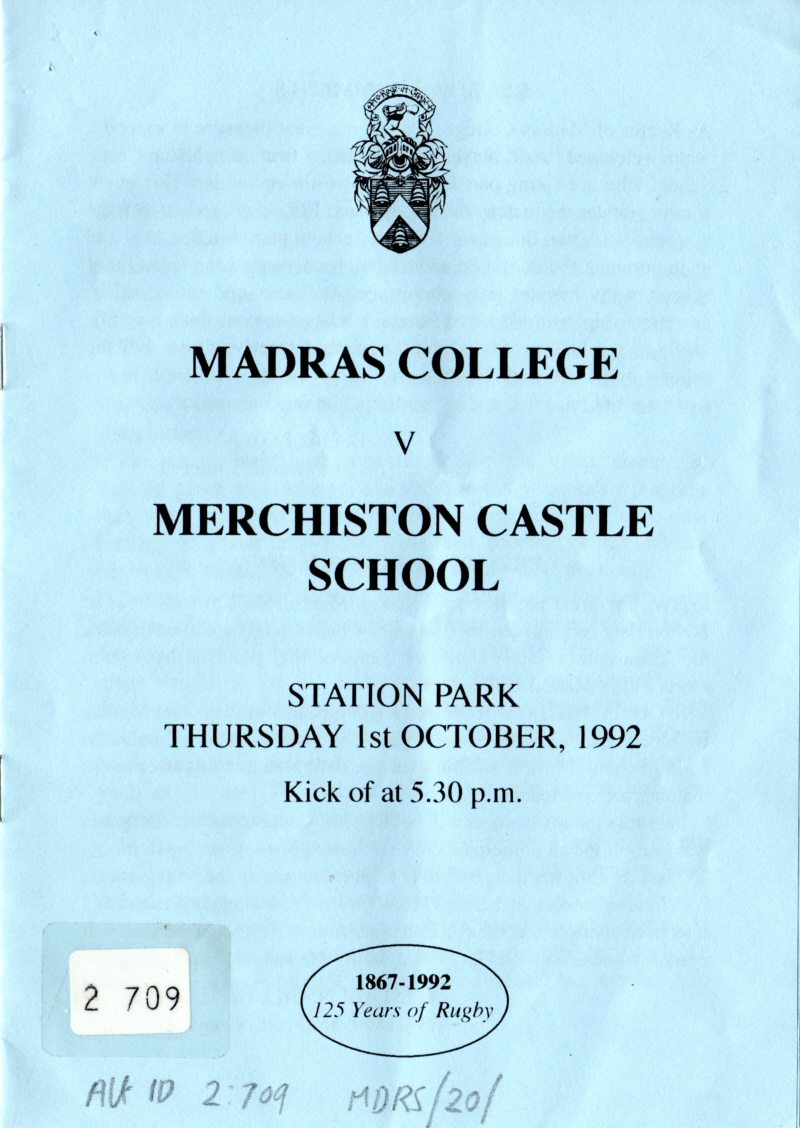 MADRAS COLLEGE
V
MERCHISTON CASTLE
SCHOOL
STATION PARK
THURSDAY 1st OCTOBER, 1992
Kick of at 5.30 p.m.
1867-1992
125 Years of Rugby
2 709
Alt ID 2:709 MDRS/20/